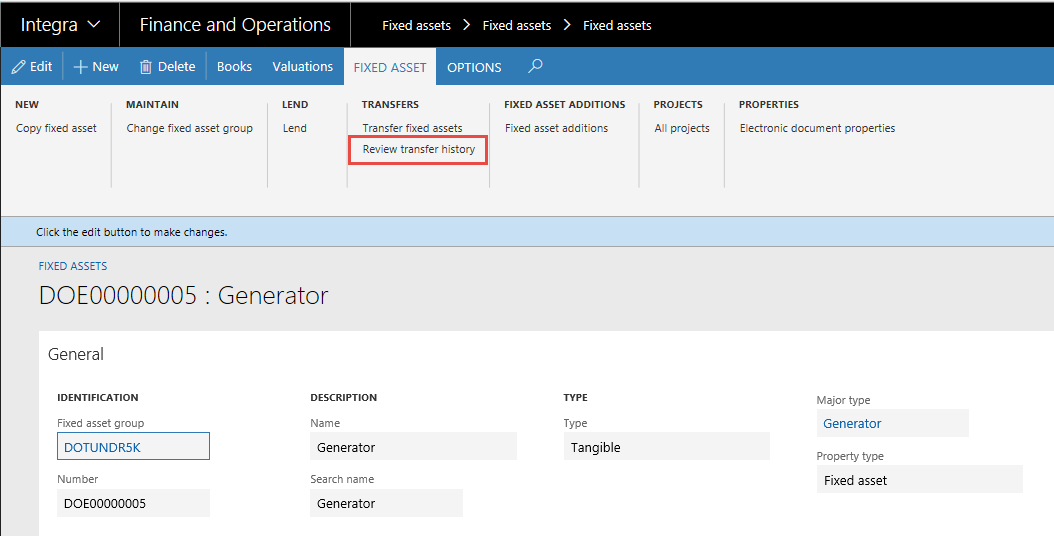 Integra Finance and Operations Fixed assets > Fixed assets > Fixed assets
Edit New Delete Books Valuations FIXED ASSET OPTIONS
NEW MAINTAIN LEND TRANSFERS FIXED ASSET ADDITIONS PROJECTS PROPERTIES
Copy fixed asset Change fixed asset group Lend Transfer fixed assets Fixed asset additions All projects Electronic document properties
Review transfer history
Click the edit button to make changes.
FIXED ASSETS
DOE00000005 : Generator
General
IDENTIFICATION DESCRIPTION TYPE Major type
Fixed asset group Name Type Generator
DOTUNDR5K Generator Tangible Property type
Number Search name Fixed asset
DOE00000005 Generator